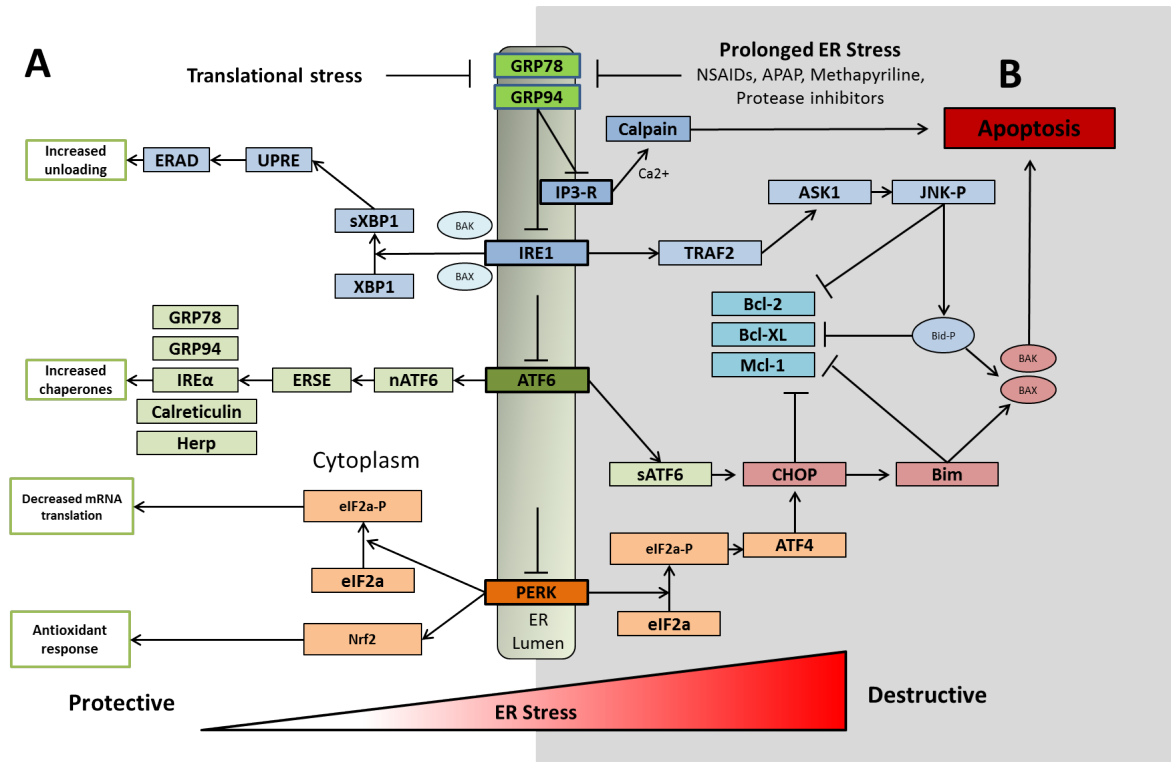 A
Translational stress
GRP78
GRP94
Prolonged ER Stress
NSAIDs, APAP, Methapyriline,
Protease inhibitors
B
Calpain
Apoptosis
Increased
unloading
ERAD
UPRE
Ca2+
IP3-R
ASK1
JNK-P
sXBP1
BAK
IRE1
TRAF2
BAX
XBP1
Bcl-2
Bcl-XL
Mcl-1
Bid-P
BAK
BAX
GRP78
GRP94
Increased
chaperones
IREα
ERSE
nATF6
ATF6
Calreticulin
Herp
Cytoplasm
sATF6
CHOP
Bim
Decreased mRNA
translation
eIF2a-P
eIF2a
eIF2a-P
ATF4
PERK
eIF2a
Antioxidant
response
Nrf2
ER
Lumen
Protective
ER Stress
Destructive